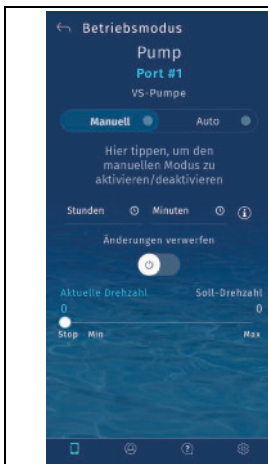 Betriebsmodus
Pump
Port #1
VS-Pumpe
Manuell Auto
Hier tippen, um den
manuellen Modus zu
aktivieren/deaktivieren
Stunden Minuten
Änderungen verwerfen
Aktuelle Drehzahl Soll-Drehzahl
0 0
Stop Min Max